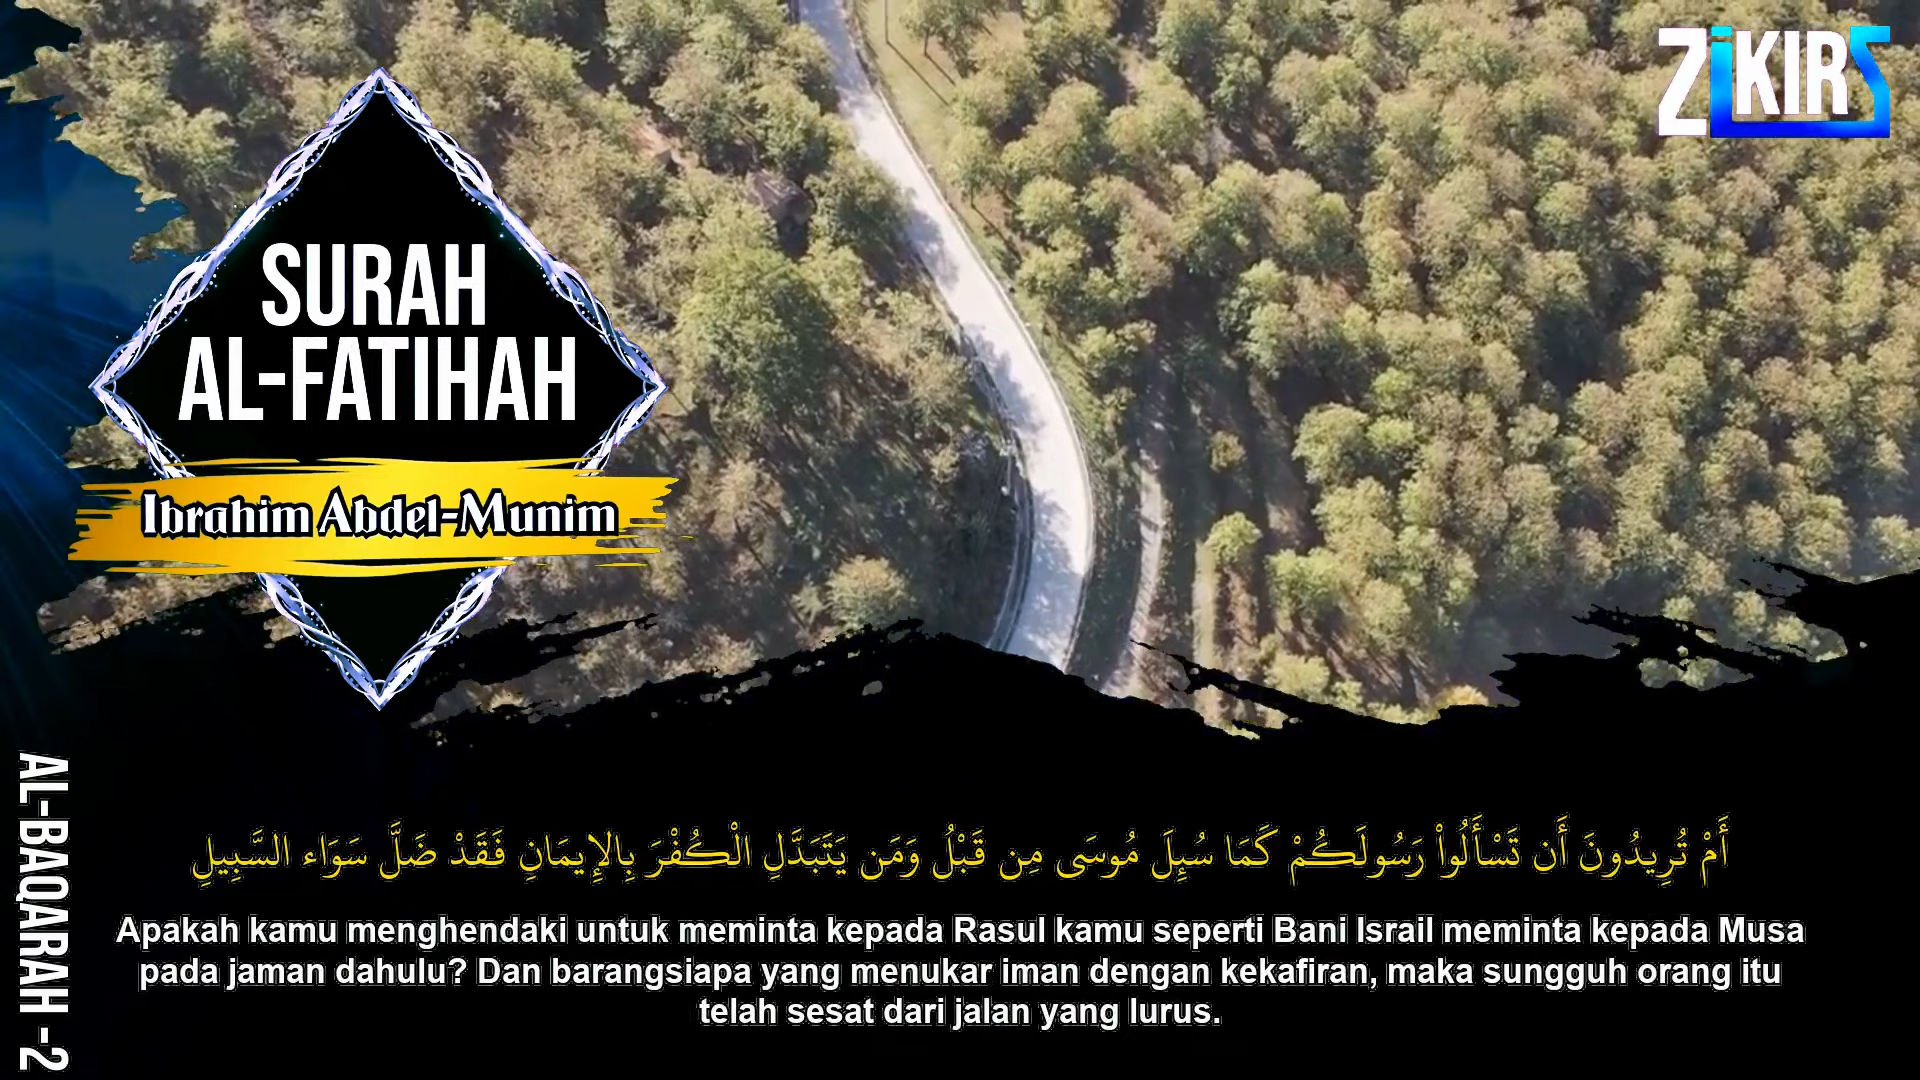 ZiKIRS
SURAH
AL-FATIHAH
Ibrahim Abdel-Munim
AL-BAQARAH -2
أَمْ تُرِيدُونَ أَن تَسْأَلُواْ رَسُولَكُمْ كَمَا سُئِلَ مُوسَى مِن قَبْلُ وَمَن يَتَبَدَّلِ الْكُفْرَ بِالإِيمَانِ فَقَدْ ضَلَّ سَوَاء السَّبِيلِ
Apakah kamu menghendaki untuk meminta kepada Rasul kamu seperti Bani Israil meminta kepada Musa
pada jaman dahulu? Dan barangsiapa yang menukar iman dengan kekafiran, maka sungguh orang itu
telah sesat dari jalan yang lurus.